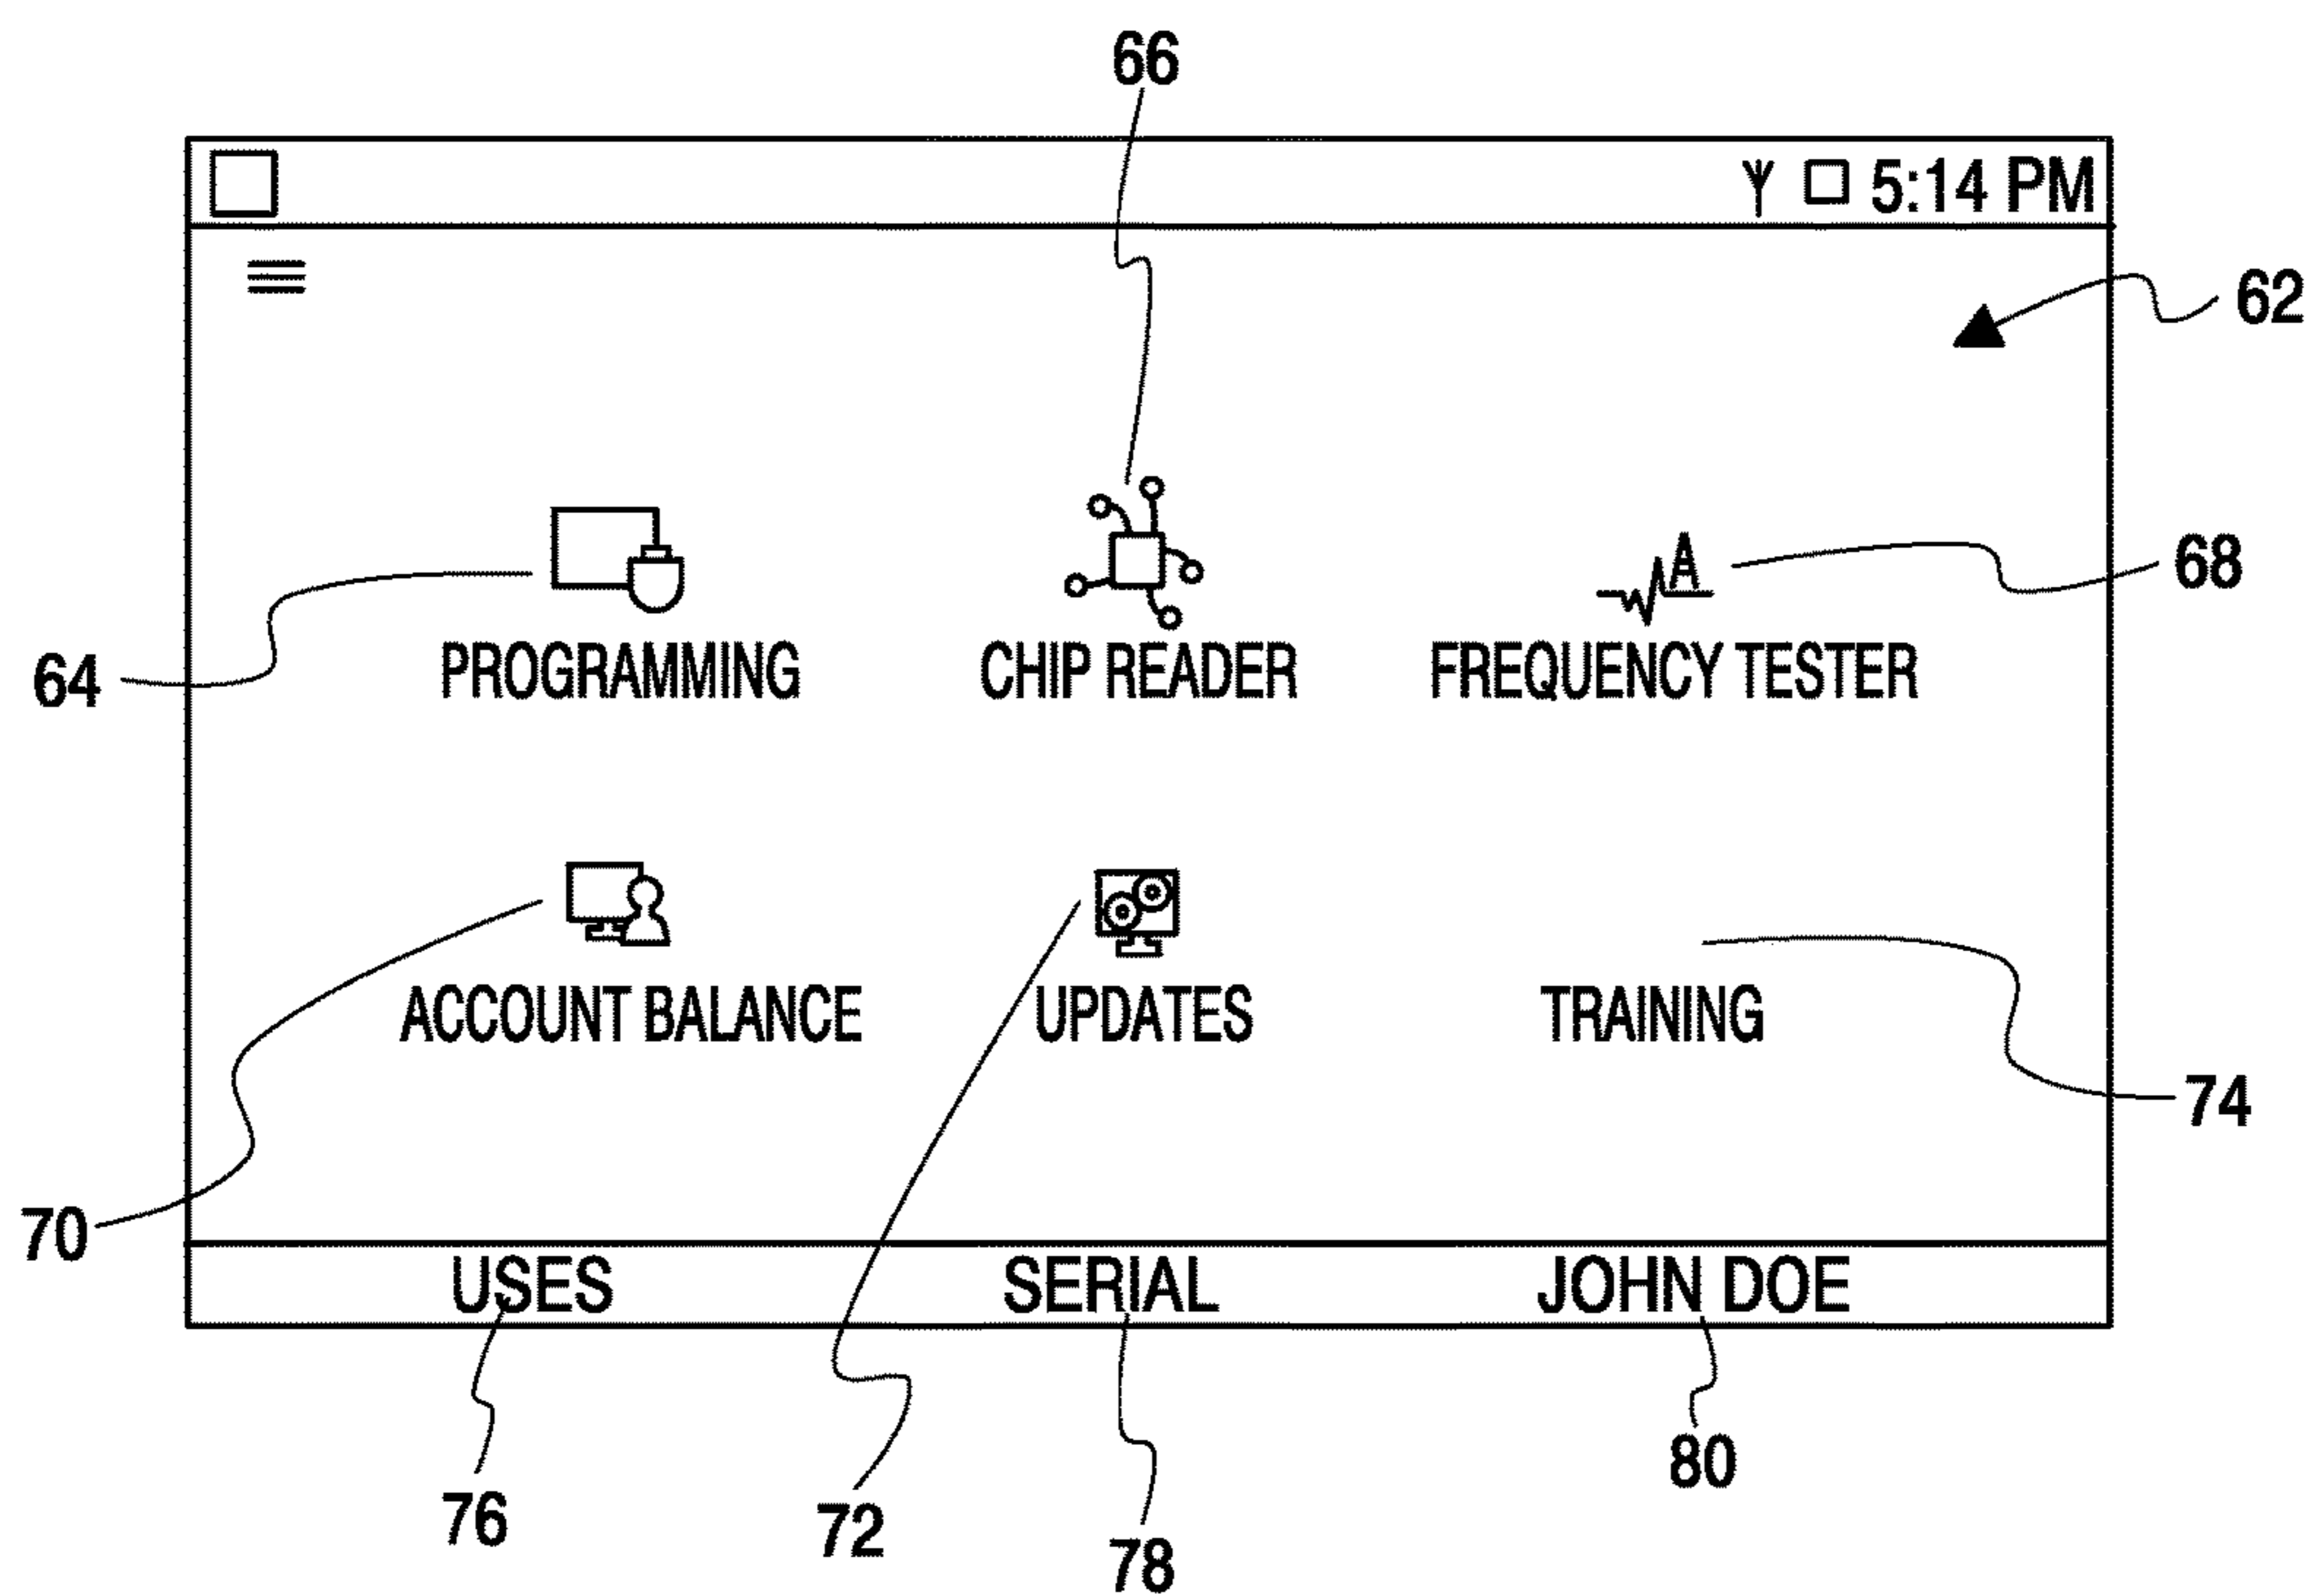 66
5:14 PM
62
64
68
PROGRAMMING
CHIP READER
FREQUENCY TESTER
A
ACCOUNT BALANCE
UPDATES
TRAINING
74
70
USES
SERIAL
JOHN DOE
76
72
78
80